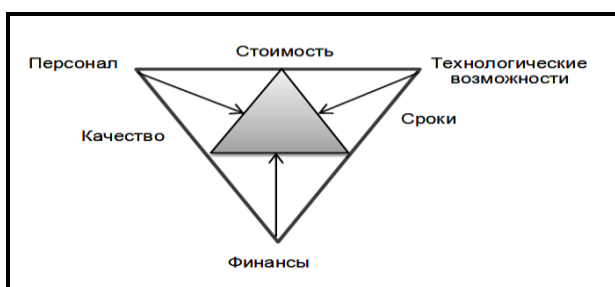 Стоимость
Персонал
Технологические
возможности
Качество
Сроки
Финансы